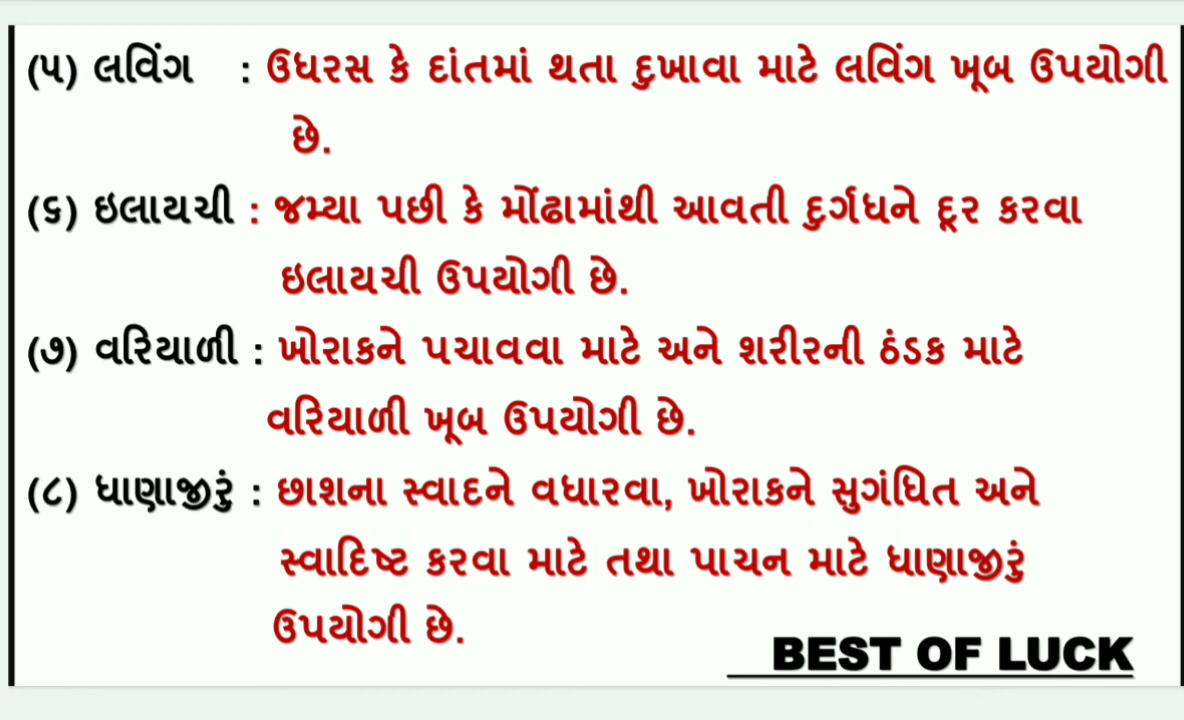 (૫) લવિંગ : ઉધરસ કે દાંતમાં થતા દુખાવા માટે લવિંગ ખૂબ ઉપયોગી
છે.
(૬) ઇલાયચી : જમ્યા પછી કે મોંઢામાંથી આવતી દુર્ગધને દૂર કરવા
ઇલાયચી ઉપયોગી છે.
(૭) વરિયાળી : ખોરાકને પચાવવા માટે અને શરીરની ઠંડક માટે
વરિયાળી ખૂબ ઉપયોગી છે.
(૮) ધાણાજીરું : છાશના સ્વાદને વધારવા, ખોરાકને સુગંધિત અને
સ્વાદિષ્ટ કરવા માટે તથા પાચન માટે ધાણાજીરું
ઉપયોગી છે.
BEST OF LUCK